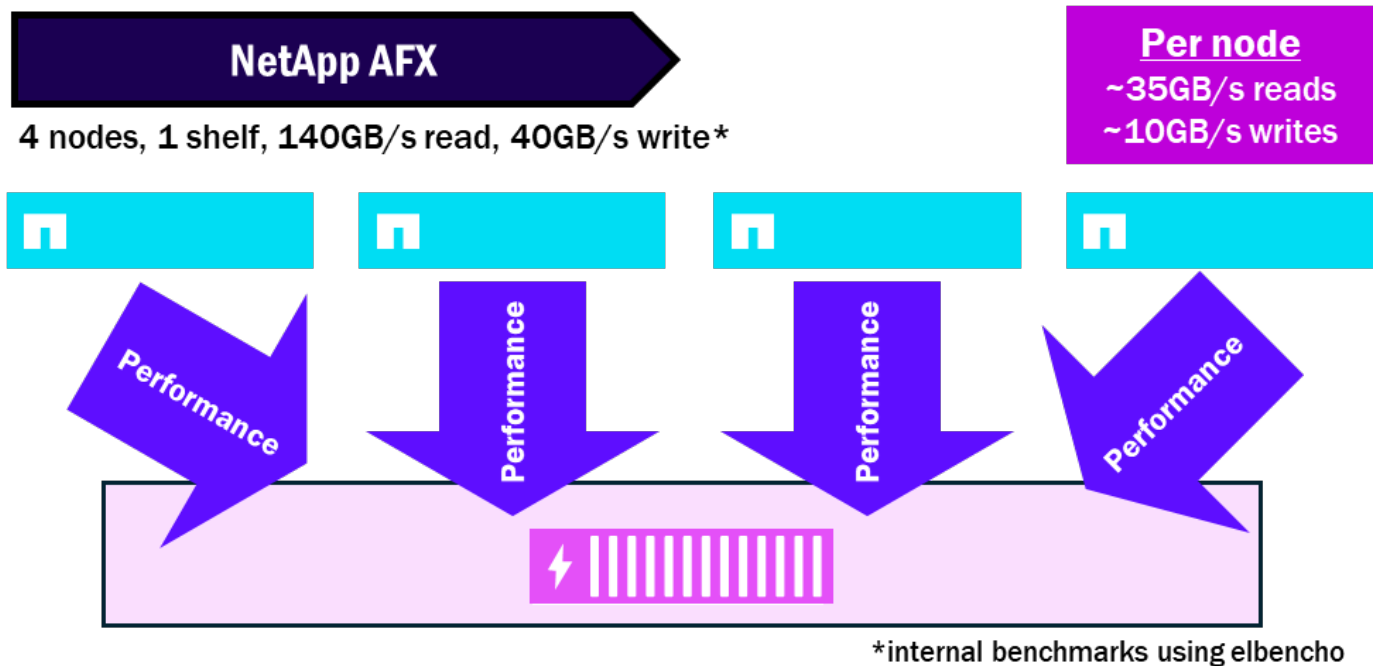 NetApp AFX
Per node
~35GB/s reads
~10GB/s writes
4 nodes, 1 shelf, 140GB/s read, 40GB/s write*
Performance
Performance
Performance
Performance
*internal benchmarks using elbencho